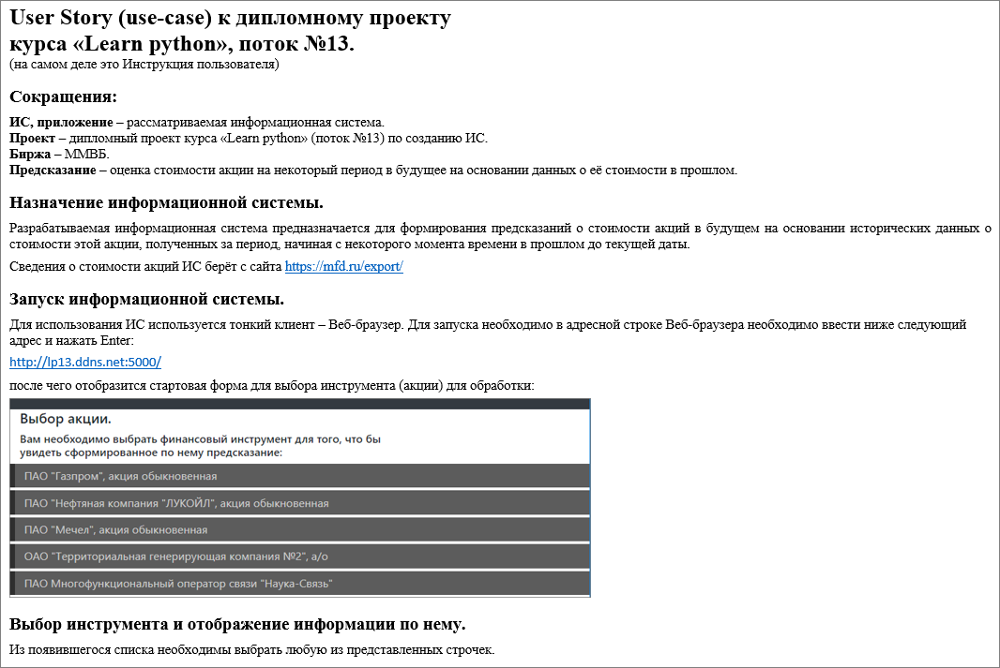 User Story (use-case) к дипломному проекту
курса «Learn python», поток №13.
(на самом деле это Инструкция пользователя)
Сокращения:
ИС, приложение – рассматриваемая информационная система.
Проект – дипломный проект курса «Learn python» (поток №13) по созданию ИС.
Биржа – ММВБ.
Предсказание – оценка стоимости акции на некоторый период в будущее на основании данных о её стоимости в прошлом.
Назначение информационной системы.
Разрабатываемая информационная система предназначается для формирования предсказаний о стоимости акций в будущем на основании исторических данных о
стоимости этой акции, полученных за период, начиная с некоторого момента времени в прошлом до текущей даты.
Сведения о стоимости акций ИС берёт с сайта https://mfd.ru/export/
Запуск информационной системы.
Для использования ИС используется тонкий клиент – Веб-браузер. Для запуска необходимо в адресной строке Веб-браузера необходимо ввести ниже следующий
адрес и нажать Enter:
http://lp13.ddns.net:5000/
после чего отобразится стартовая форма для выбора инструмента (акции) для обработки:
Выбор акции.
Вам необходимо выбрать финансовый инструмент для того, что бы
увидеть сформированное по нему предсказание:
ПАО "Газпром", акция обыкновенная
ПАО "Нефтяная компания "ЛУКОЙЛ", акция обыкновенная
ПАО "Мечел", акция обыкновенная
ОАО "Территориальная генерирующая компания №2", а/о
ПАО Многофункциональный оператор связи "Наука-Связь"
Выбор инструмента и отображение информации по нему.
Из появившегося списка необходимы выбрать любую из представленных строчек.